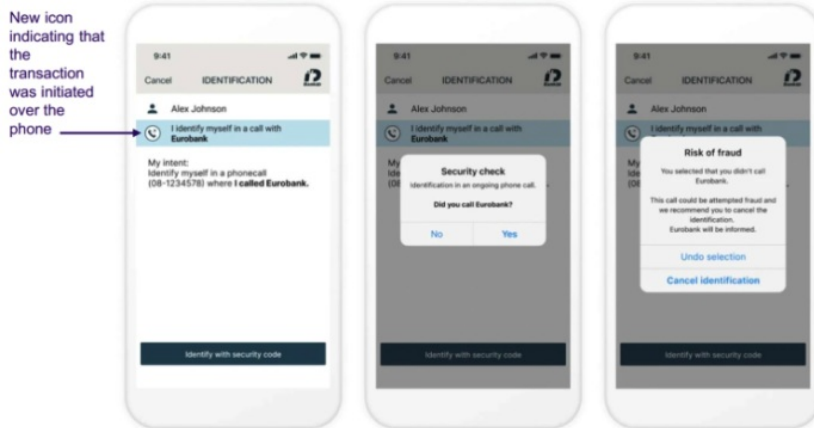 New icon
indicating that
the
transaction
was initiated
over the
phone
9:41
Cancel
IDENTIFICATION
Alex Johnson
I identify myself in a call with
Eurobank
My intent:
Identify myself in a phonecall
(08-1234578) where I called Eurobank.
Identify with security code
9:41
Cancel
IDENTIFICATION
Alex Johnson
I identify myself in a call with
Eurobank
My
Ide
(08
Security check
Identification in an ongoing phone call.
Did you call Eurobank?
No
Yes
Identify with security code
9:41
Cancel
IDENTIFICATION
Alex Johnson
I identify myself in a call with
My
Ide
(08
Risk of fraud
You selected that you didn't call
Eurobank.
This call could be attempted fraud and
we recommend you to cancel the
identification.
Eurobank will be informed.
Undo selection
Cancel identification
Identify with security code